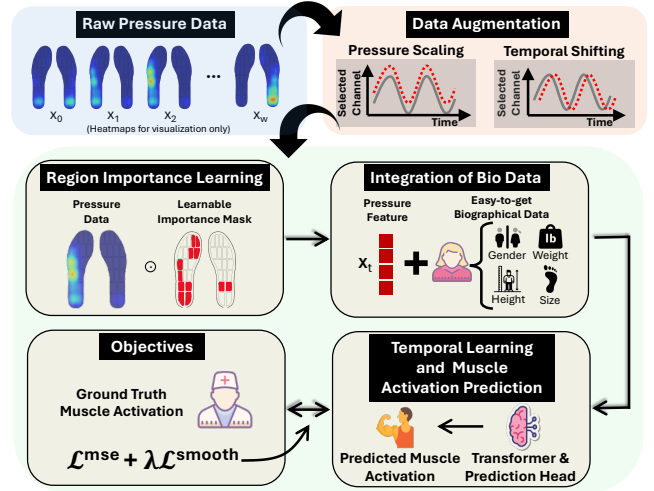 Raw Pressure Data
...
X0
X1
X2
Xw
(Heatmaps for visualization only)
Data Augmentation
Pressure Scaling
Temporal Shifting
Selected
Channel
Time
Selected
Channel
Time
Region Importance Learning
Pressure
Data
Learnable
Importance Mask
⊙
Integration of Bio Data
Pressure
Feature
Easy-to-get
Biographical Data
Xt
+
Gender
lb
Weight
Height
Size
Objectives
Ground Truth
Muscle Activation
ℒmse + λℒsmooth
Temporal Learning
and Muscle
Activation Prediction
Predicted Muscle
Activation
Transformer &
Prediction Head